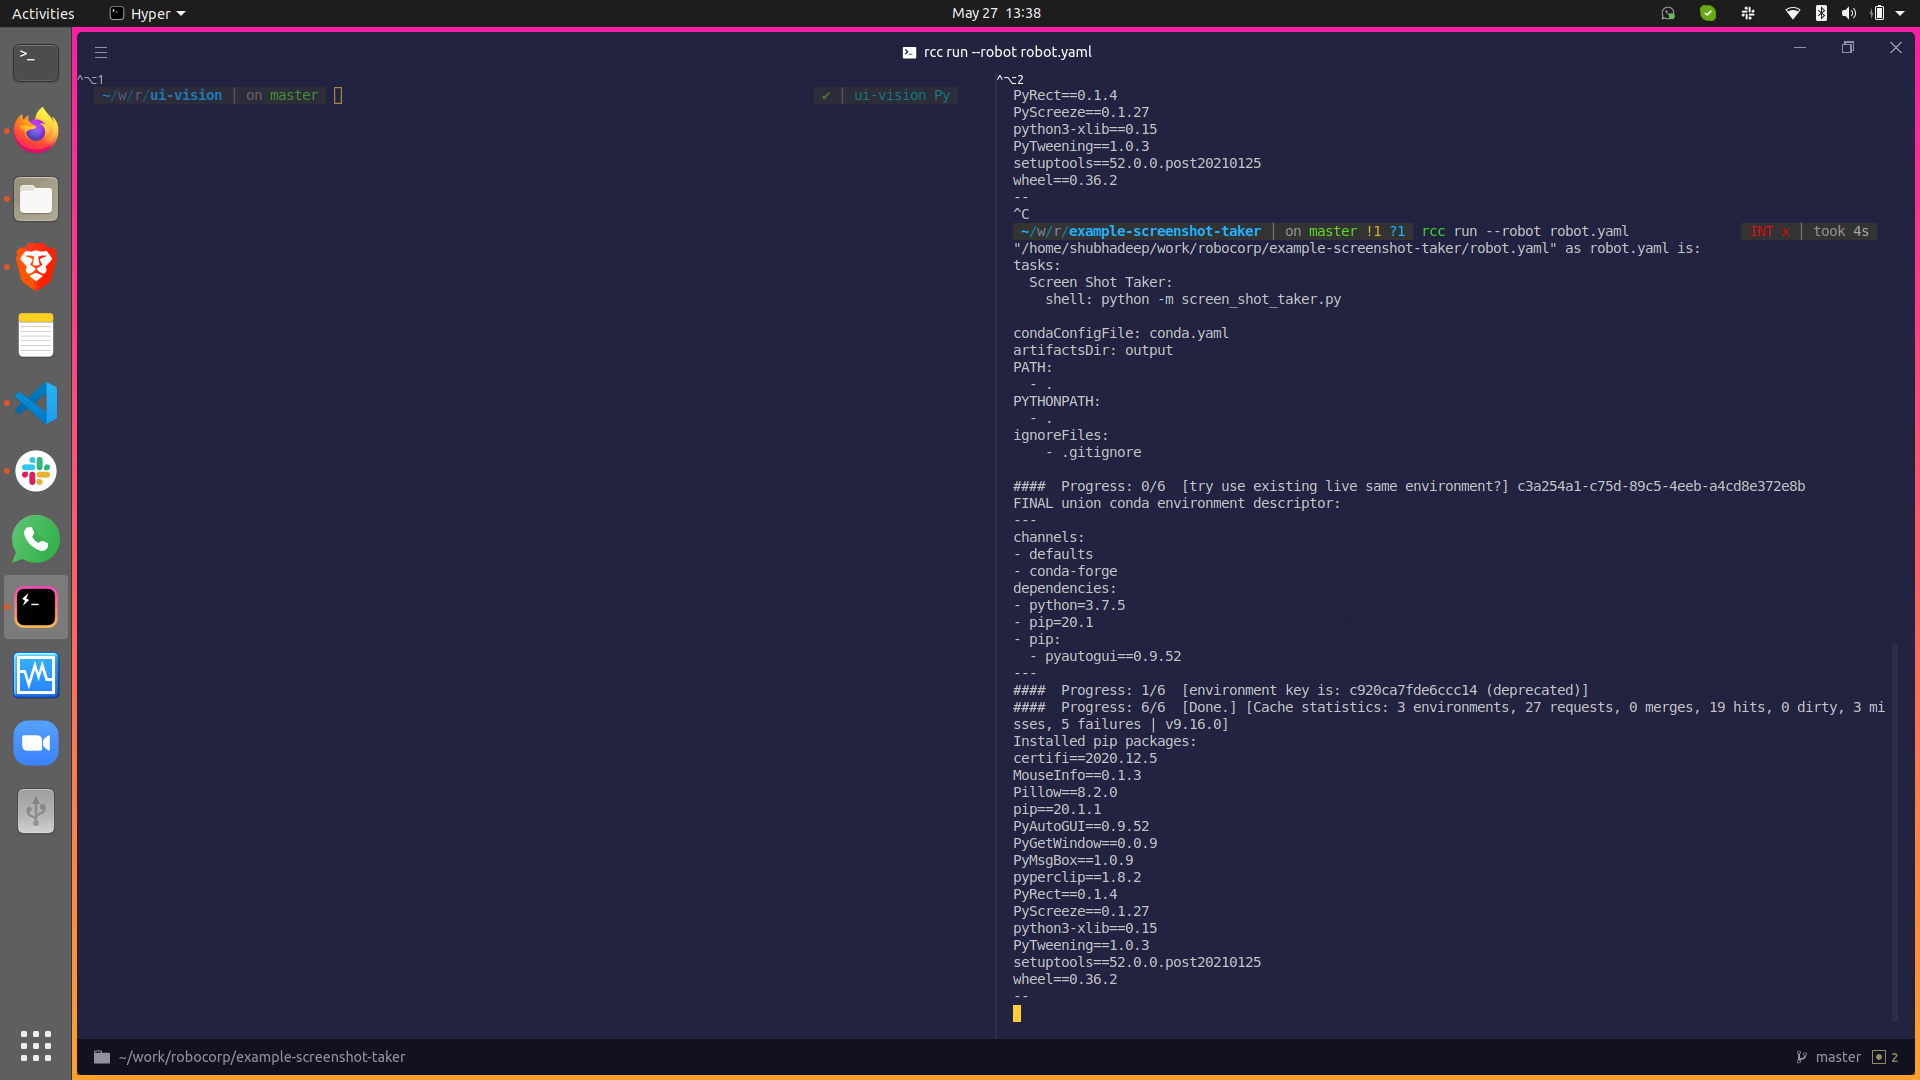 Activities
Hyper
May 27 13:38
rcc run --robot robot.yaml
^⌥1
~/w/r/ui-vision | on master
✔ | ui-vision Py
^⌥2
PyRect==0.1.4
PyScreeze==0.1.27
python3-xlib==0.15
PyTweening==1.0.3
setuptools==52.0.0.post20210125
wheel==0.36.2
--
^C
~/w/r/example-screenshot-taker | on master !1 ?1 rcc run --robot robot.yaml INT x | took 4s
"/home/shubhadeep/work/robocorp/example-screenshot-taker/robot.yaml" as robot.yaml is:
tasks:
  Screen Shot Taker:
    shell: python -m screen_shot_taker.py

condaConfigFile: conda.yaml
artifactsDir: output
PATH:
  - .
PYTHONPATH:
  - .
ignoreFiles:
    - .gitignore

####  Progress: 0/6  [try use existing live same environment?] c3a254a1-c75d-89c5-4eeb-a4cd8e372e8b
FINAL union conda environment descriptor:
---
channels:
- defaults
- conda-forge
dependencies:
- python=3.7.5
- pip=20.1
- pip:
  - pyautogui==0.9.52
---
####  Progress: 1/6  [environment key is: c920ca7fde6ccc14 (deprecated)]
####  Progress: 6/6  [Done.] [Cache statistics: 3 environments, 27 requests, 0 merges, 19 hits, 0 dirty, 3 mi
sses, 5 failures | v9.16.0]
Installed pip packages:
certifi==2020.12.5
MouseInfo==0.1.3
Pillow==8.2.0
pip==20.1.1
PyAutoGUI==0.9.52
PyGetWindow==0.0.9
PyMsgBox==1.0.9
pyperclip==1.8.2
PyRect==0.1.4
PyScreeze==0.1.27
python3-xlib==0.15
PyTweening==1.0.3
setuptools==52.0.0.post20210125
wheel==0.36.2
--
~/work/robocorp/example-screenshot-taker
master
2